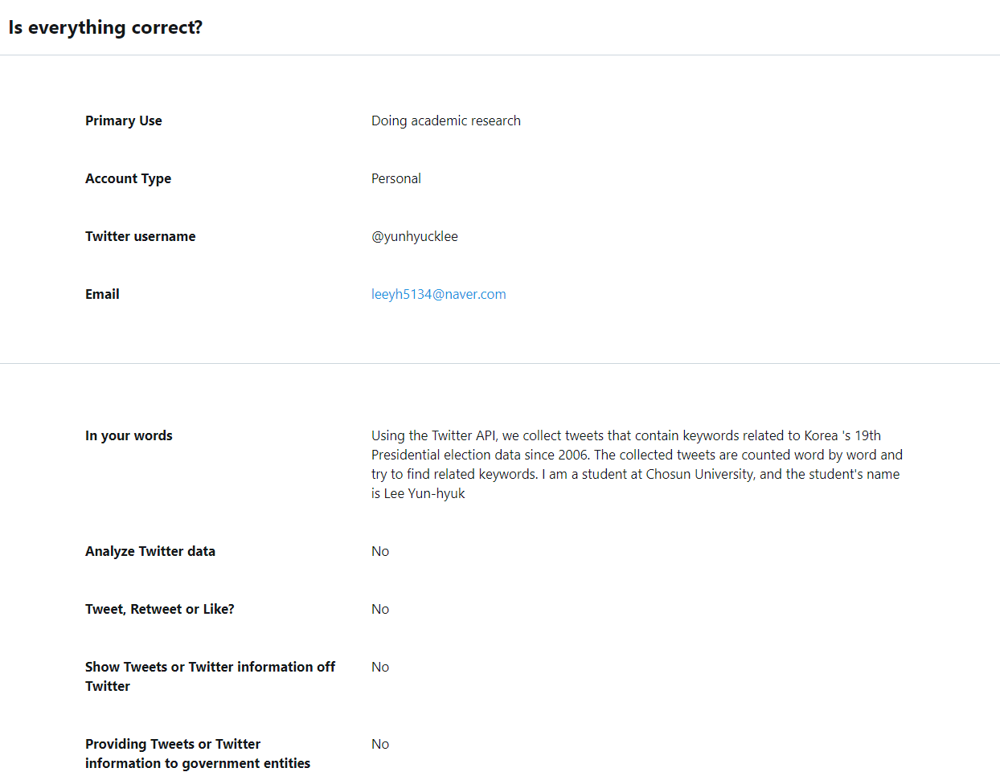 Is everything correct?
Primary Use
Doing academic research
Account Type
Personal
Twitter username
@yunhyucklee
Email
leeyh5134@naver.com
In your words
Using the Twitter API, we collect tweets that contain keywords related to Korea 's 19th
Presidential election data since 2006. The collected tweets are counted word by word and
try to find related keywords. I am a student at Chosun University, and the student's name
is Lee Yun-hyuk
Analyze Twitter data
No
Tweet, Retweet or Like?
No
Show Tweets or Twitter information off
Twitter
No
Providing Tweets or Twitter
information to government entities
No